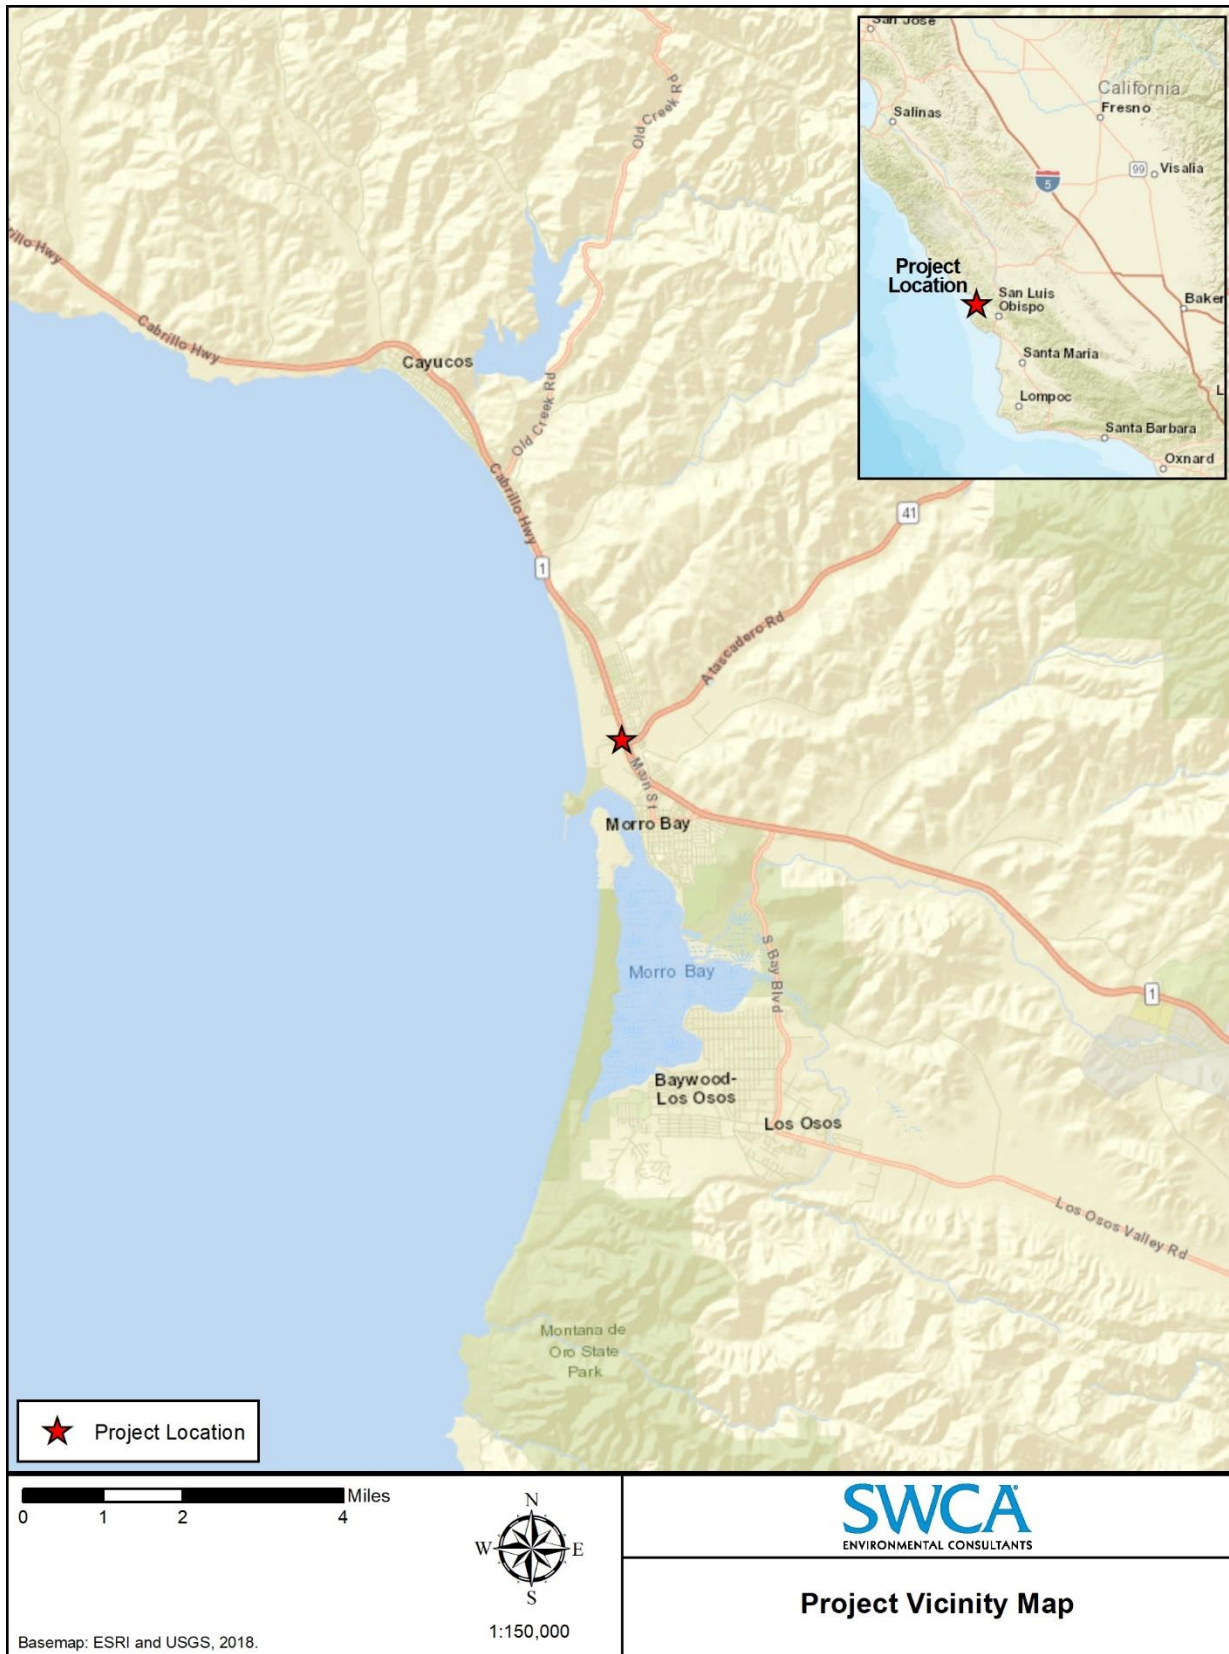 San Jose
California
Salinas
Fresno
99
Visalia
5
Project
Location
San Luis
Obispo
Baker
Santa Maria
Lompoc
Santa Barbara
Oxnard
L
Old Creek Rd
rillo Hwy
Cabrillo Hwy
Cayucos
Old Creek Rd
Cabrillo Hwy
41
1
Atascadero Rd
Main St
Morro Bay
S Bay Blvd
Morro Bay
1
Baywood-
Los Osos
Los Osos
Los Osos Valley Rd
Montana de
Oro State
Park
Project Location
Miles
0 1 2 4
N
W E
S
1:150,000
Basemap: ESRI and USGS, 2018.
SWCA
ENVIRONMENTAL CONSULTANTS
Project Vicinity Map